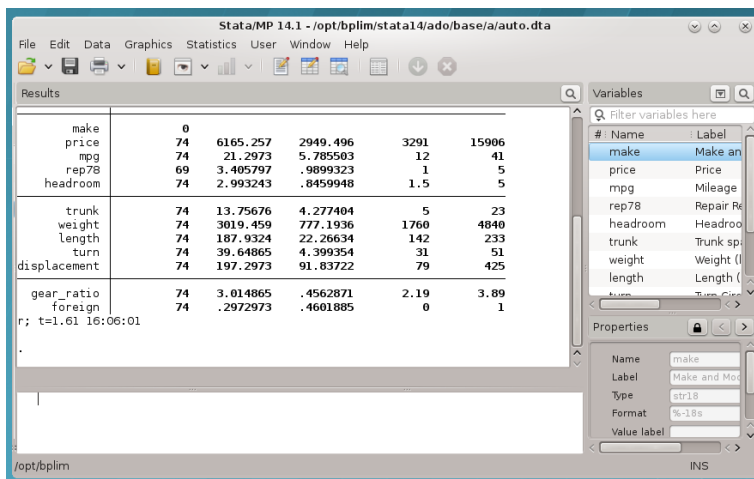 Stata/MP 14.1 - /opt/bplim/stata14/ado/base/a/auto.dta
File Edit Data Graphics Statistics User Window Help
Results
make 0
price 74 6165.257 2949.496 3291 15906
mpg 74 21.2973 5.785503 12 41
rep78 69 3.405797 .9899323 1 5
headroom 74 2.993243 .8459948 1.5 5
trunk 74 13.75676 4.277404 5 23
weight 74 3019.459 777.1936 1760 4840
length 74 187.9324 22.26634 142 233
turn 74 39.64865 4.399354 31 51
displacement 74 197.2973 91.83722 79 425
gear_ratio 74 3.014865 .4562871 2.19 3.89
foreign 74 .2972973 .4601885 0 1
r; t=1.61 16:06:01
.
Variables
Filter variables here
# Name Label
make Make an
price Price
mpg Mileage
rep78 Repair Re
headroom Headroo
trunk Trunk spa
weight Weight (l
length Length (
turn Turn Circ
Properties
Name make
Label Make and Mod
Type str18
Format %-18s
Value label
/opt/bplim
INS